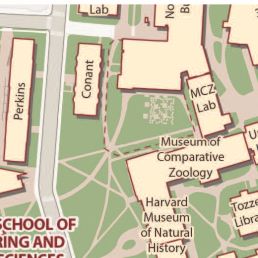 Lab
No
Bu
MCZ
Lab
Perkins
Conant
Museum of
Comparative
Zoology
Harvard
Museum
of Natural
History
Tozze
Libra
SCHOOL OF
RING AND
SCIENCES